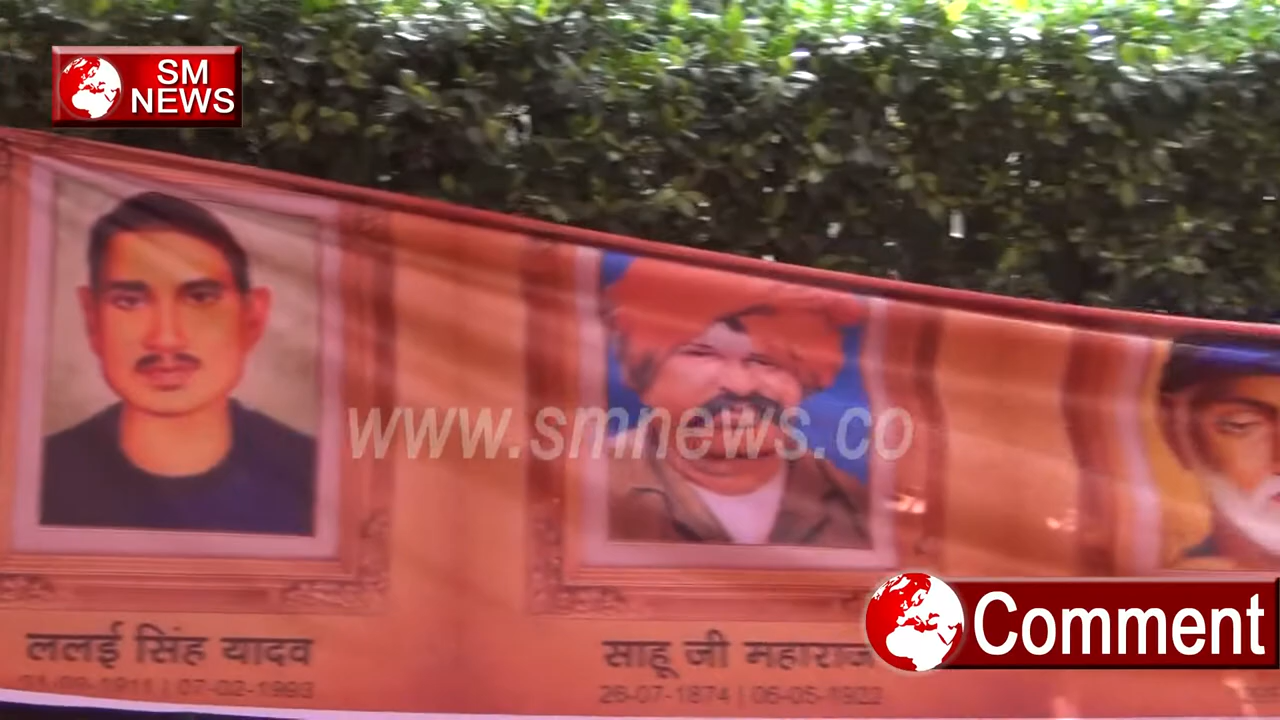 SM
NEWS
www.smnews.co
ललई सिंह यादव
01-09-1911 | 07-02-1993
साहू जी महाराज
26-07-1874 | 06-05-1922
Comment